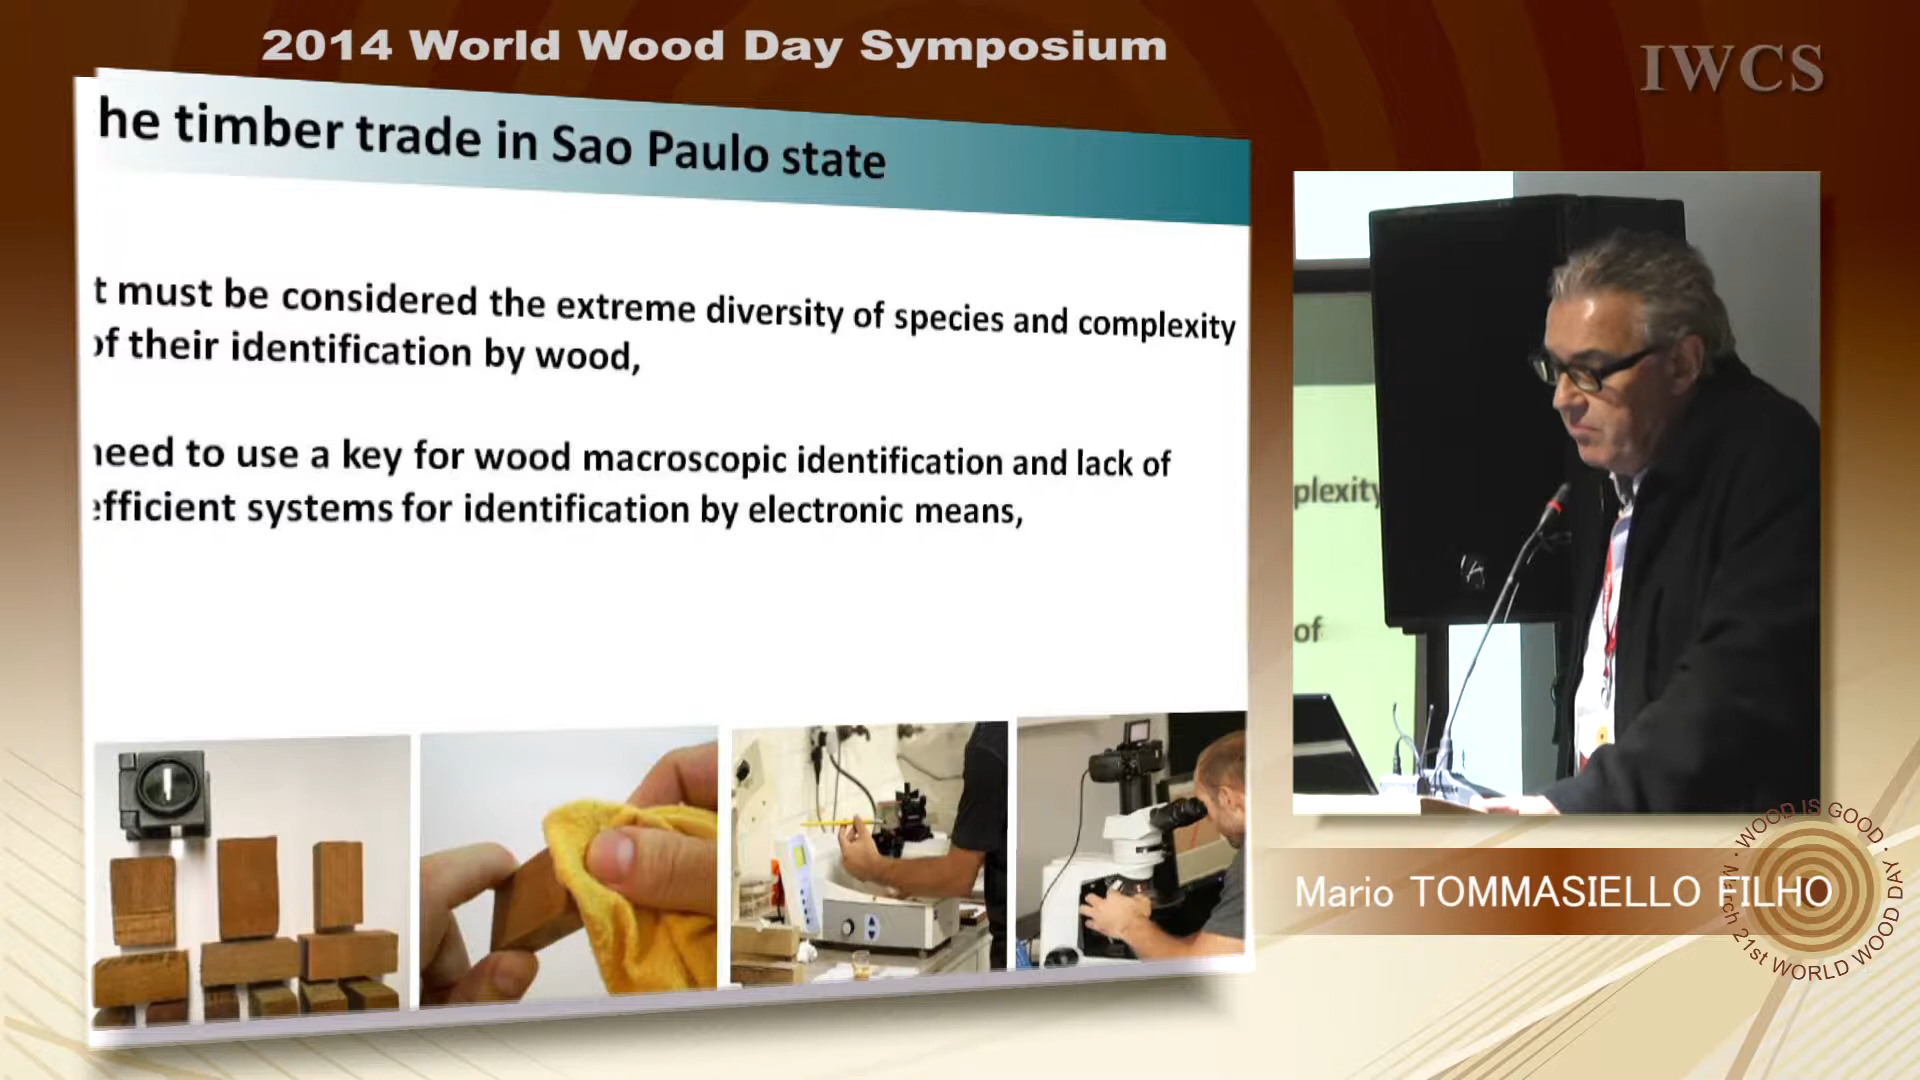 2014 World Wood Day Symposium
IWCS
he timber trade in Sao Paulo state
t must be considered the extreme diversity of species and complexity
of their identification by wood,
need to use a key for wood macroscopic identification and lack of
efficient systems for identification by electronic means,
plexity
of
Mario TOMMASIELLO FILHO
· WOOD IS GOOD · March 21st WORLD WOOD DAY